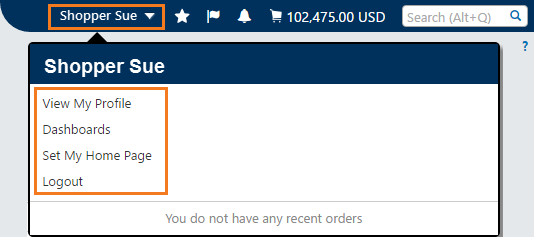 Shopper Sue
102,475.00 USD
Search (Alt+Q)
?
Shopper Sue
View My Profile
Dashboards
Set My Home Page
Logout
You do not have any recent orders